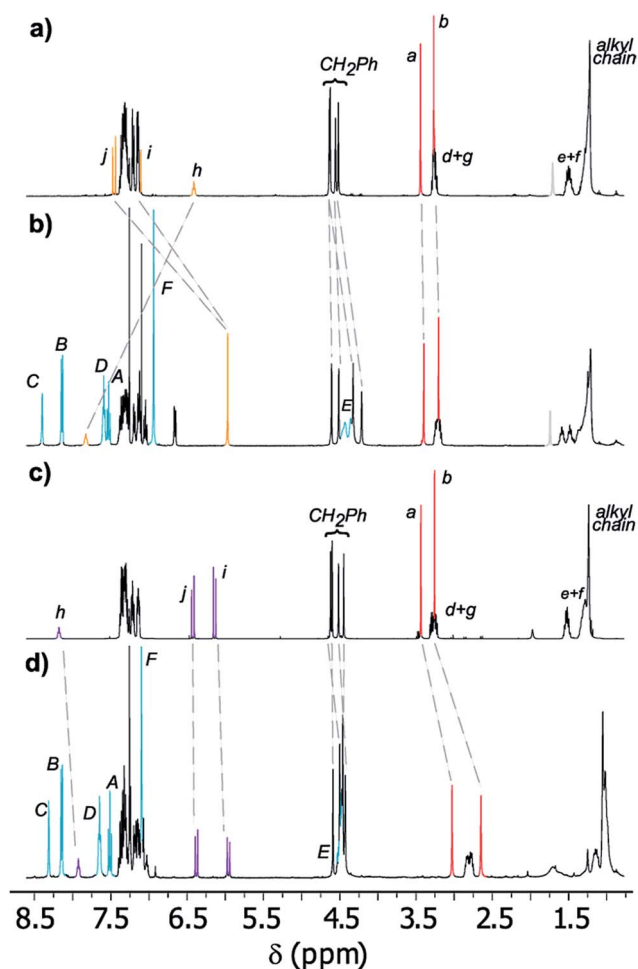 a)
a
b
CH2Ph
alkyl chain
j
i
h
d+g
e+f
b)
C
B
D
A
F
E
c)
CH2Ph
a
b
alkyl chain
h
j
i
d+g
e+f
d)
C
B
D
A
F
E
8.5 7.5 6.5 5.5 4.5 3.5 2.5 1.5
δ (ppm)